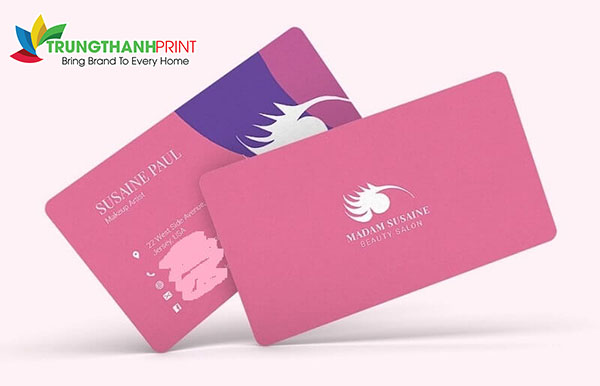 TRUNGTHANHPRINT
Bring Brand To Every Home
SUSAINE PAUL
Makeup Artist
22 West Side Avenue,
Jersey, USA
MADAM SUSAINE
BEAUTY SALON